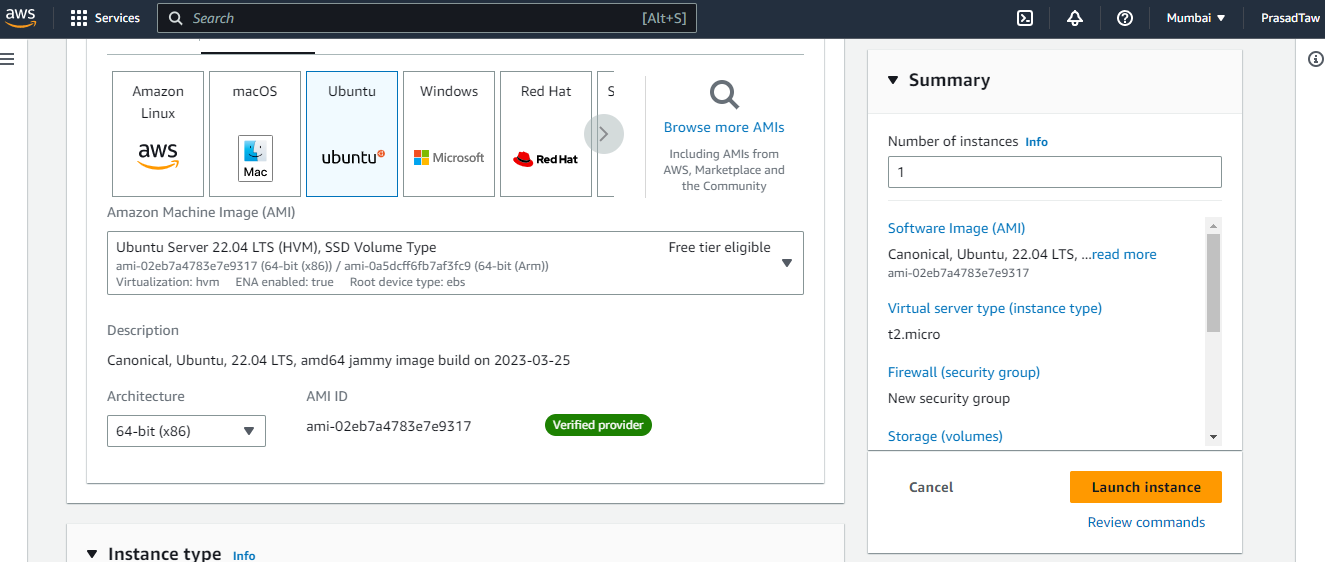 aws
Services
Search
[Alt+S]
Mumbai
PrasadTaw
Amazon
Linux
aws
macOS
Mac
Ubuntu
ubuntu
Windows
Microsoft
Red Hat
Red Hat
S
Browse more AMIs
Including AMIs from
AWS, Marketplace and
the Community
Amazon Machine Image (AMI)
Ubuntu Server 22.04 LTS (HVM), SSD Volume Type
Free tier eligible
ami-02eb7a4783e7e9317 (64-bit (x86)) / ami-0a5dcff6fb7af3fc9 (64-bit (Arm))
Virtualization: hvm ENA enabled: true Root device type: ebs
Description
Canonical, Ubuntu, 22.04 LTS, amd64 jammy image build on 2023-03-25
Architecture
AMI ID
64-bit (x86)
ami-02eb7a4783e7e9317
Verified provider
Instance type Info
Summary
Number of instances Info
1
Software Image (AMI)
Canonical, Ubuntu, 22.04 LTS, ...read more
ami-02eb7a4783e7e9317
Virtual server type (instance type)
t2.micro
Firewall (security group)
New security group
Storage (volumes)
Cancel
Launch instance
Review commands